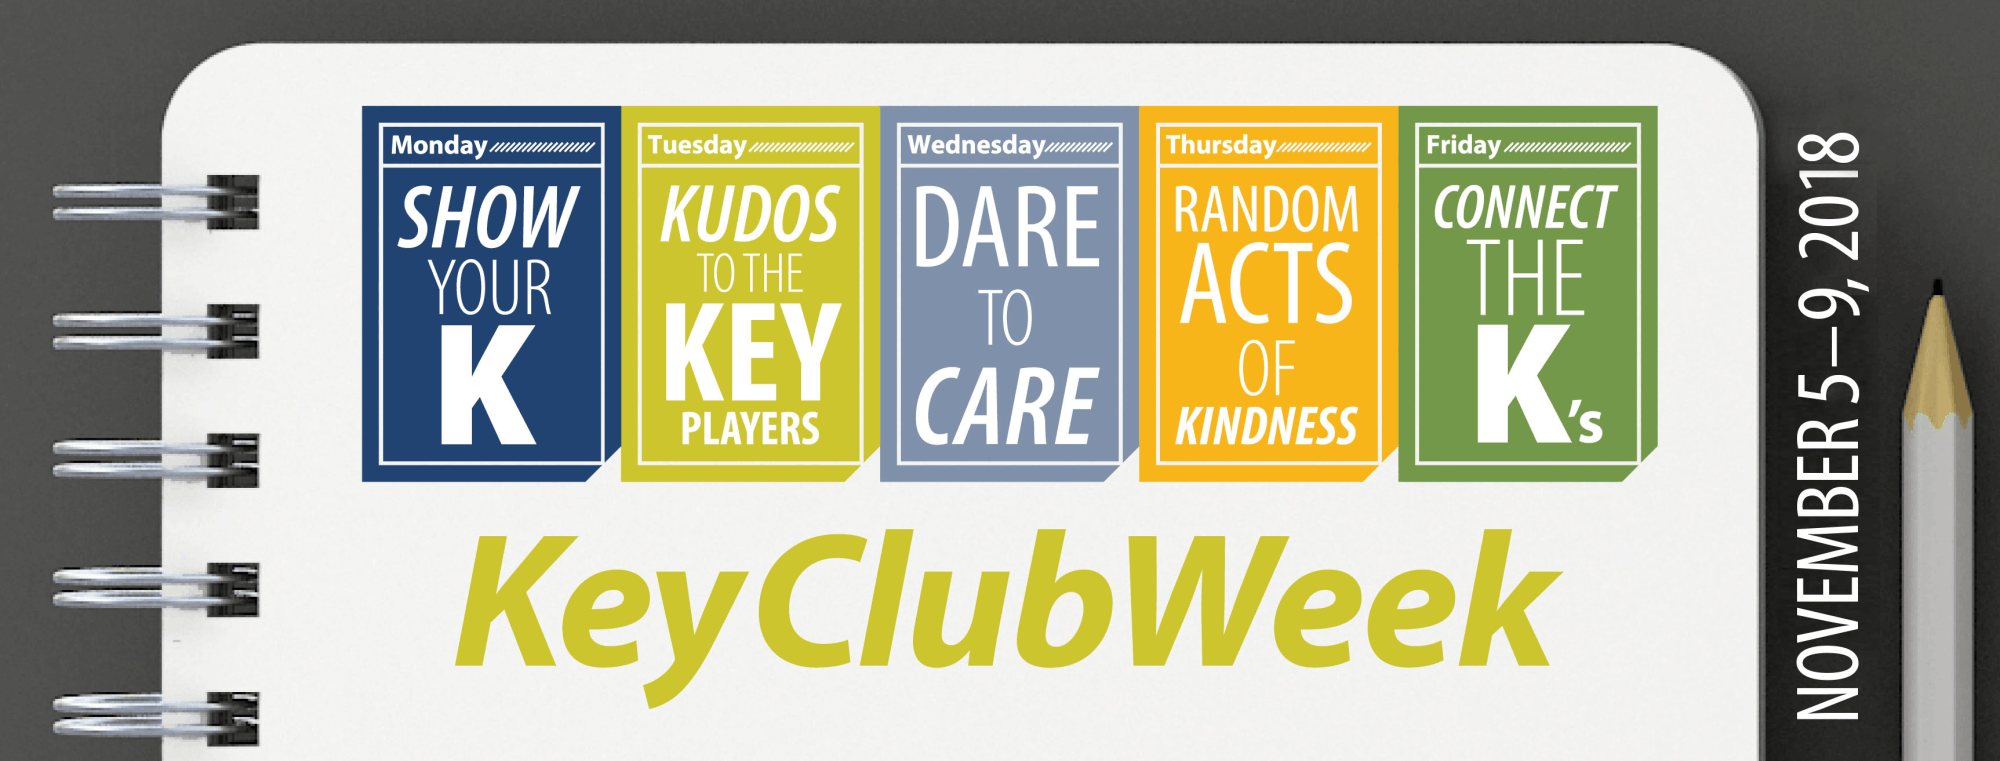 Monday
SHOW
YOUR
K
Tuesday
KUDOS
TO THE
KEY
PLAYERS
Wednesday
DARE
TO
CARE
Thursday
RANDOM
ACTS
OF
KINDNESS
Friday
CONNECT
THE
K's
KeyClubWeek
NOVEMBER 5–9, 2018